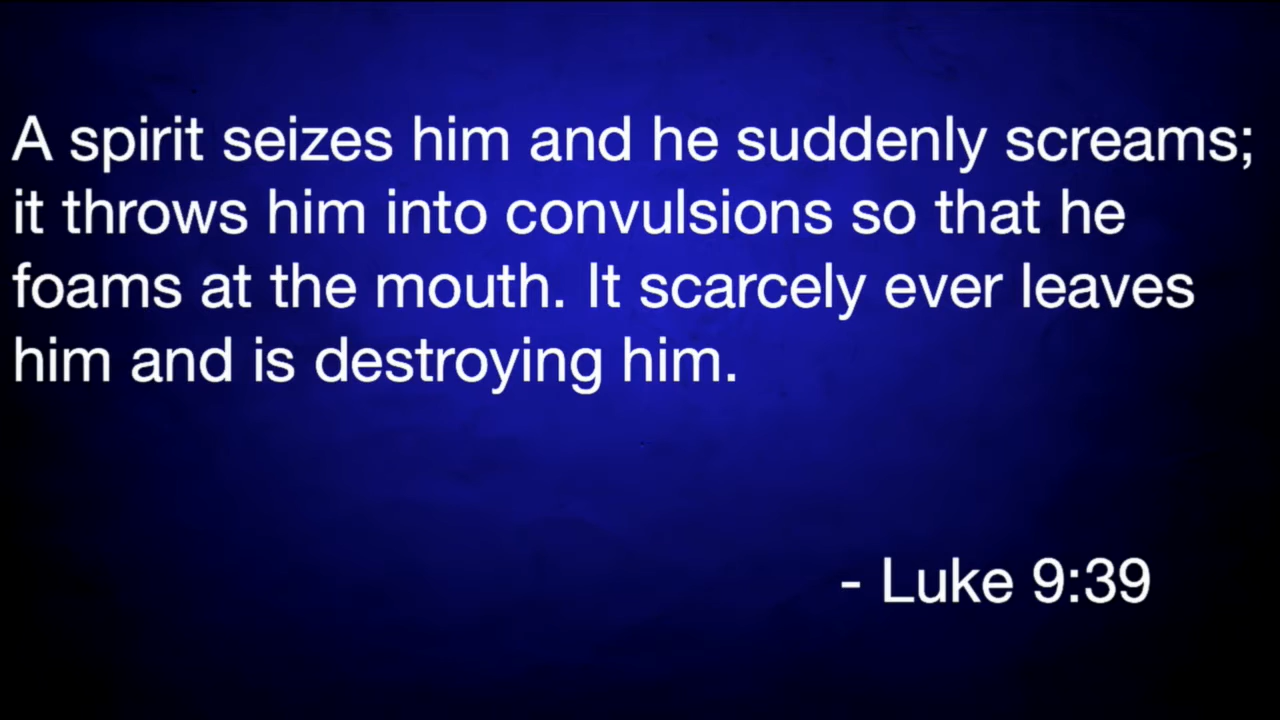 A spirit seizes him and he suddenly screams;
it throws him into convulsions so that he
foams at the mouth. It scarcely ever leaves
him and is destroying him.
- Luke 9:39